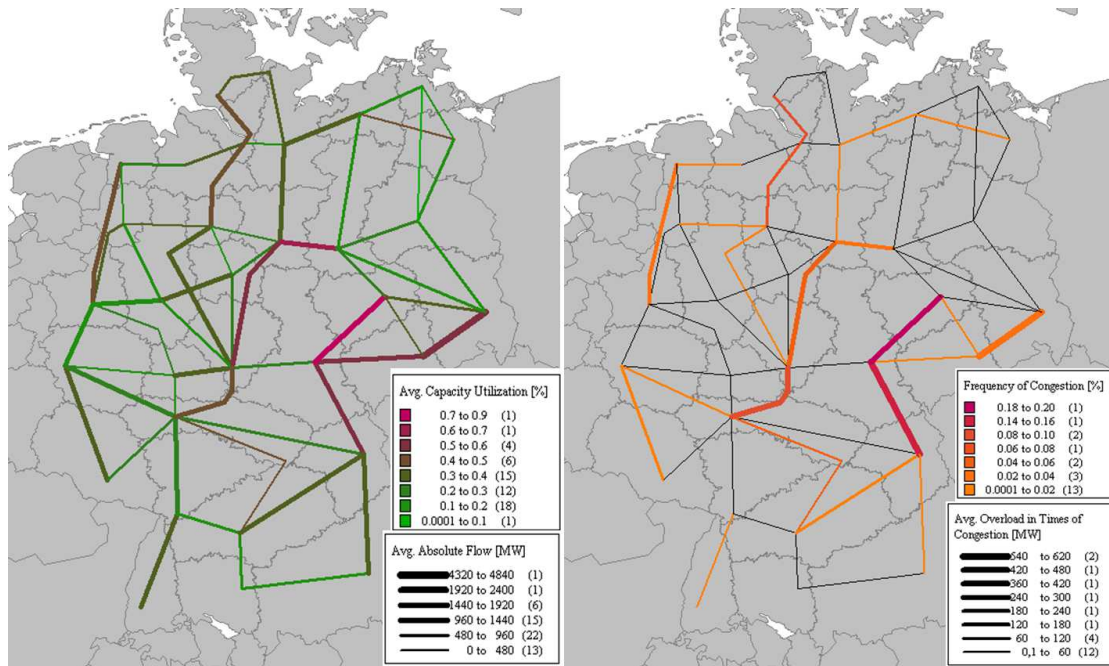 Avg. Capacity Utilization [%]
0.7 to 0.9 (1)
0.6 to 0.7 (1)
0.5 to 0.6 (4)
0.4 to 0.5 (6)
0.3 to 0.4 (15)
0.2 to 0.3 (12)
0.1 to 0.2 (18)
0.0001 to 0.1 (1)
Avg. Absolute Flow [MW]
4320 to 4840 (1)
1920 to 2400 (1)
1440 to 1920 (6)
960 to 1440 (15)
480 to 960 (22)
0 to 480 (13)
Frequency of Congestion [%]
0.18 to 0.20 (1)
0.14 to 0.16 (1)
0.08 to 0.10 (2)
0.06 to 0.08 (1)
0.04 to 0.06 (2)
0.02 to 0.04 (3)
0.0001 to 0.02 (13)
Avg. Overload in Times of
Congestion [MW]
540 to 620 (2)
420 to 480 (1)
360 to 420 (1)
240 to 300 (1)
180 to 240 (1)
120 to 180 (1)
60 to 120 (4)
0,1 to 60 (12)